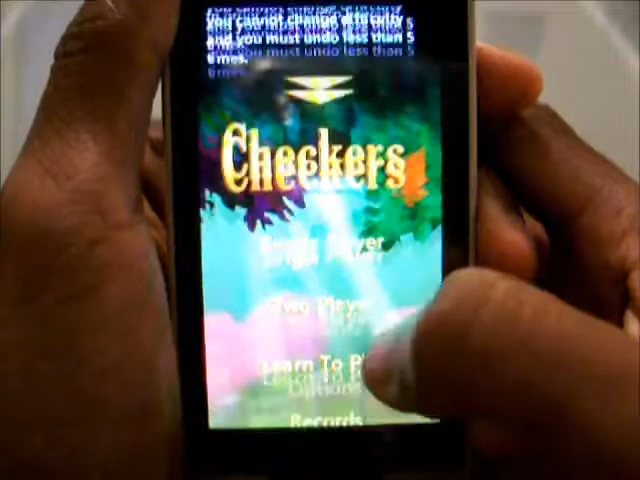 you cannot change difficulty
and you must undo less than 5
times.
Checkers
Single Player
Two Player
Learn To
Options
Records